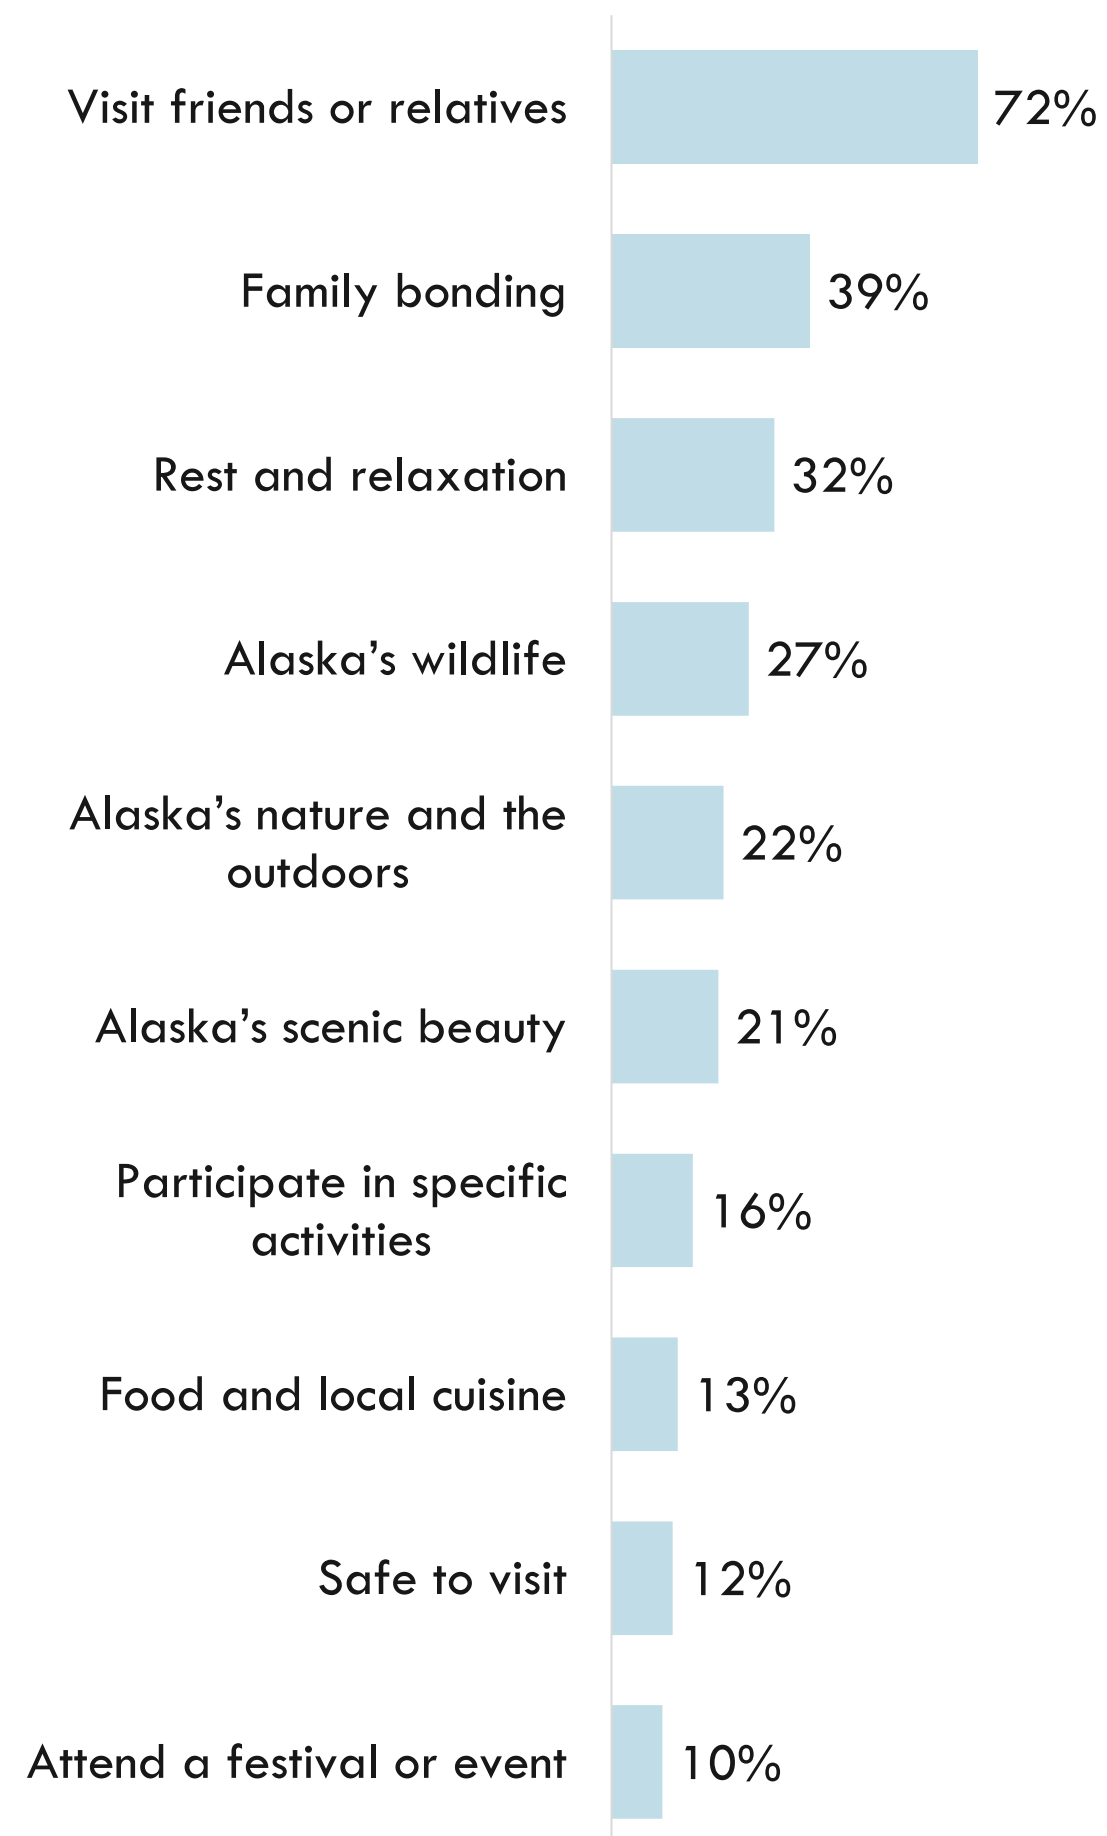 Visit friends or relatives 72%
Family bonding 39%
Rest and relaxation 32%
Alaska’s wildlife 27%
Alaska’s nature and the
outdoors 22%
Alaska’s scenic beauty 21%
Participate in specific
activities 16%
Food and local cuisine 13%
Safe to visit 12%
Attend a festival or event 10%